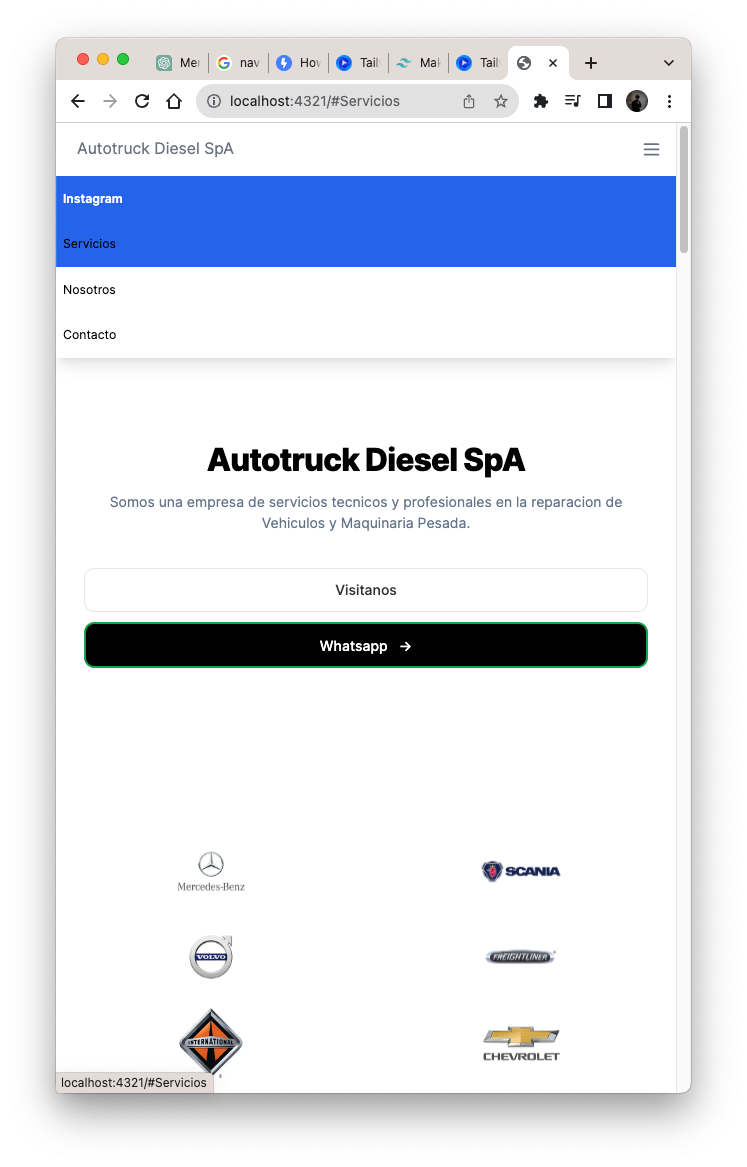 Mer
nav
How
Tail
Mak
Tail
localhost:4321/#Servicios
Autotruck Diesel SpA
Instagram
Servicios
Nosotros
Contacto
Autotruck Diesel SpA
Somos una empresa de servicios tecnicos y profesionales en la reparacion de
Vehiculos y Maquinaria Pesada.
Visitanos
Whatsapp →
Mercedes-Benz
SCANIA
VOLVO
FREIGHTLINER
INTERNATIONAL
CHEVROLET
localhost:4321/#Servicios